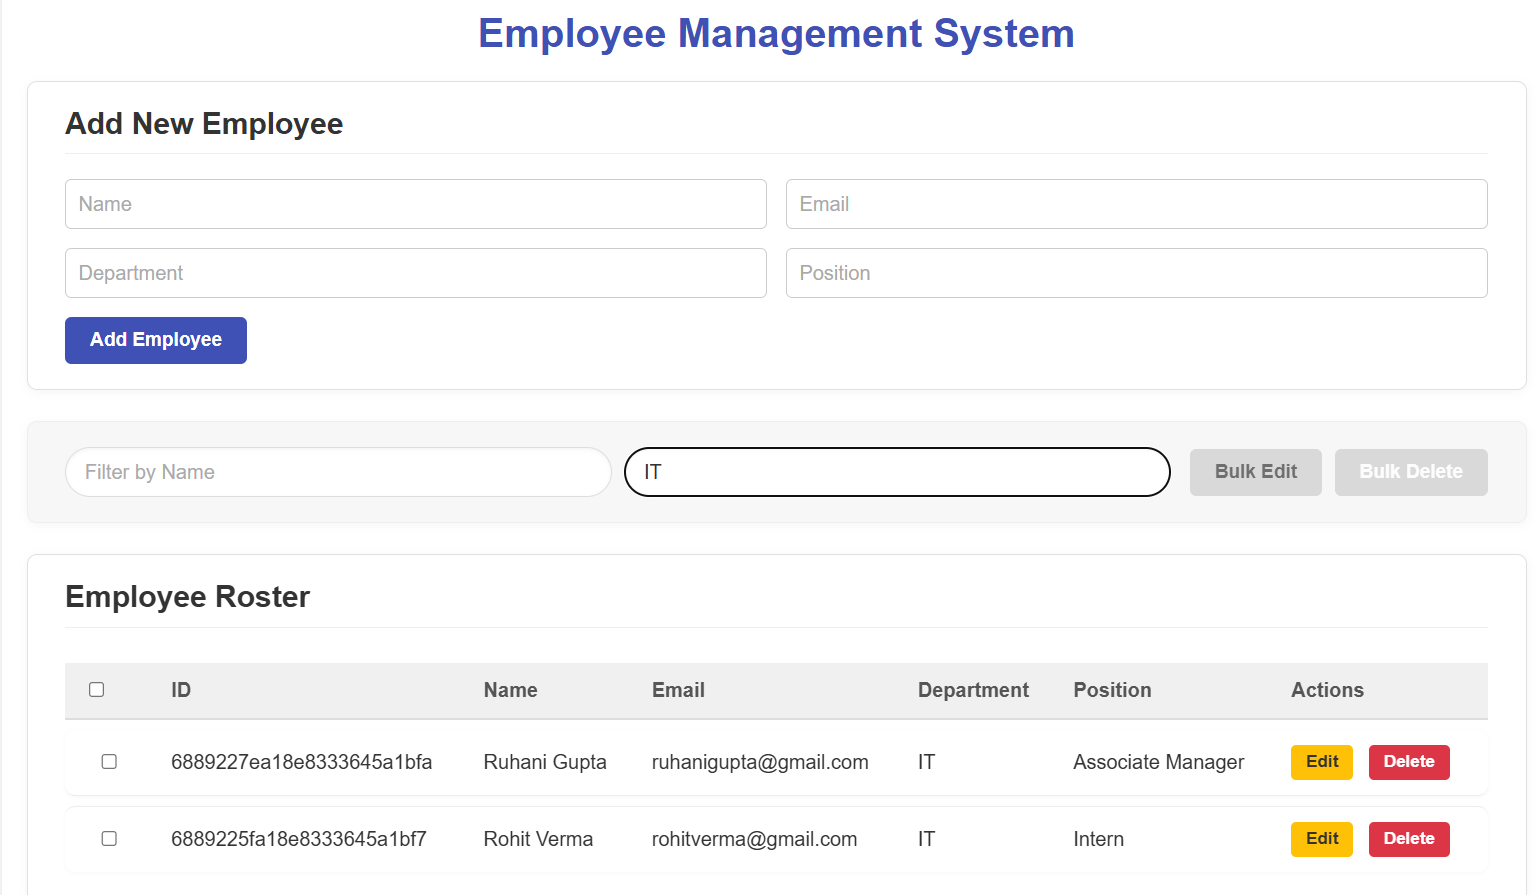 Employee Management System
Add New Employee
Name Email
Department Position
Add Employee
Filter by Name IT Bulk Edit Bulk Delete
Employee Roster
ID Name Email Department Position Actions
6889227ea18e8333645a1bfa Ruhani Gupta ruhanigupta@gmail.com IT Associate Manager Edit Delete
6889225fa18e8333645a1bf7 Rohit Verma rohitverma@gmail.com IT Intern Edit Delete